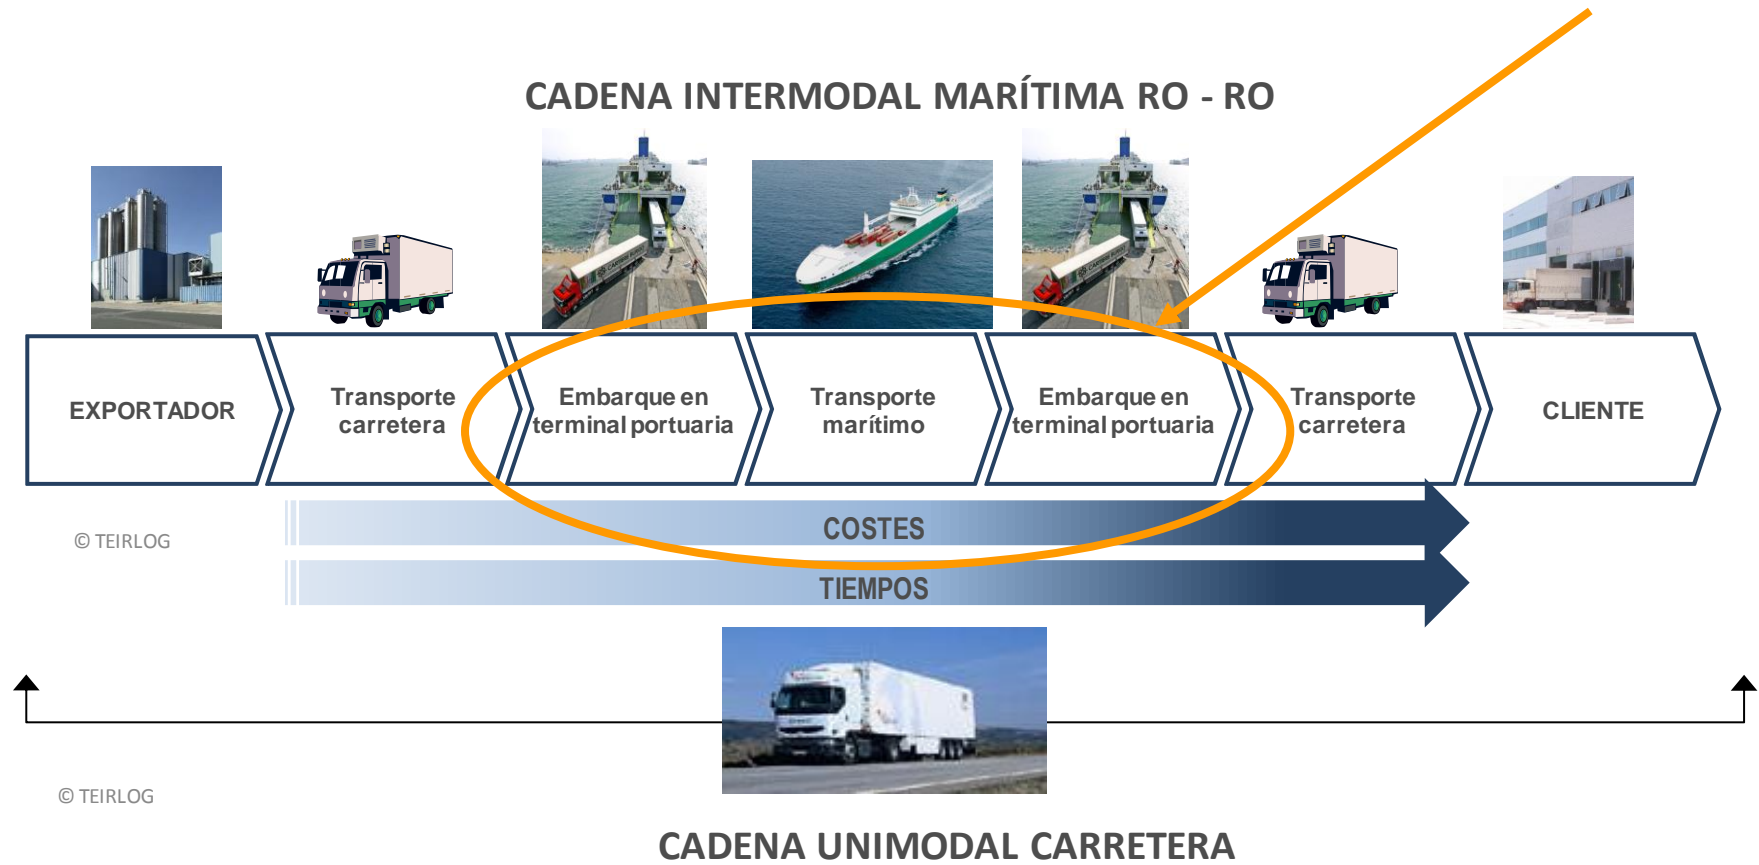 CADENA INTERMODAL MARÍTIMA RO - RO
EXPORTADOR
Transporte
carretera
Embarque en
terminal portuaria
Transporte
marítimo
Embarque en
terminal portuaria
Transporte
carretera
CLIENTE
© TEIRLOG
COSTES
TIEMPOS
© TEIRLOG
CADENA UNIMODAL CARRETERA